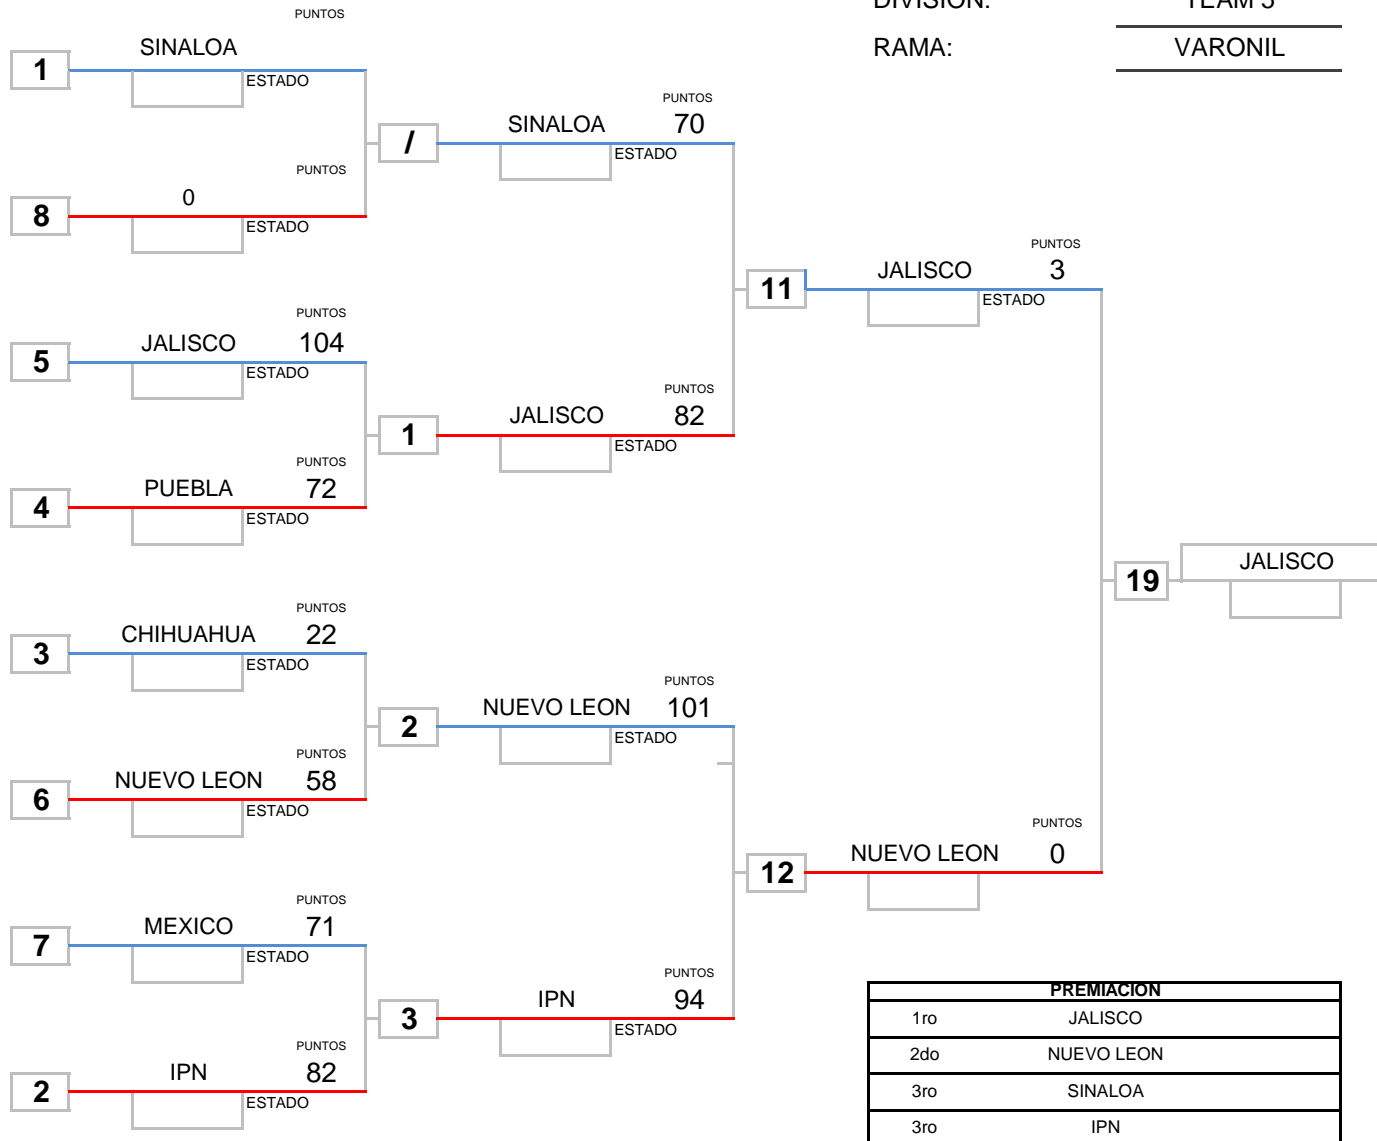 DIVISION: TEAM 5
PUNTOS
RAMA: VARONIL
1 SINALOA
ESTADO
PUNTOS
/ SINALOA 70
ESTADO
PUNTOS
8 0
ESTADO
PUNTOS
11 JALISCO 3
ESTADO
PUNTOS
5 JALISCO 104
ESTADO
PUNTOS
1 JALISCO 82
ESTADO
PUNTOS
4 PUEBLA 72
ESTADO
19 JALISCO
PUNTOS
3 CHIHUAHUA 22
ESTADO
PUNTOS
2 NUEVO LEON 101
ESTADO
PUNTOS
6 NUEVO LEON 58
ESTADO
PUNTOS
12 NUEVO LEON 0
PUNTOS
7 MEXICO 71
ESTADO
PUNTOS
3 IPN 94
ESTADO
PUNTOS
2 IPN 82
ESTADO
PREMIACION
1ro JALISCO
2do NUEVO LEON
3ro SINALOA
3ro IPN